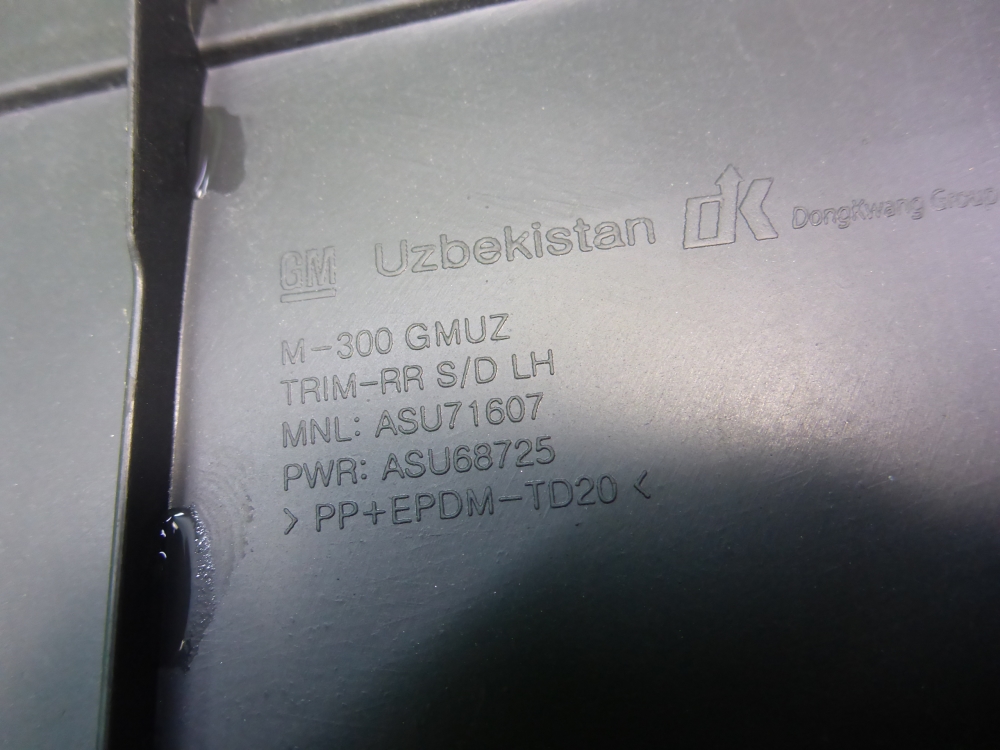 GM Uzbekistan dK DongKwang Group
M-300 GMUZ
TRIM-RR S/D LH
MNL: ASU71607
PWR: ASU68725
> PP+EPDM-TD20 <